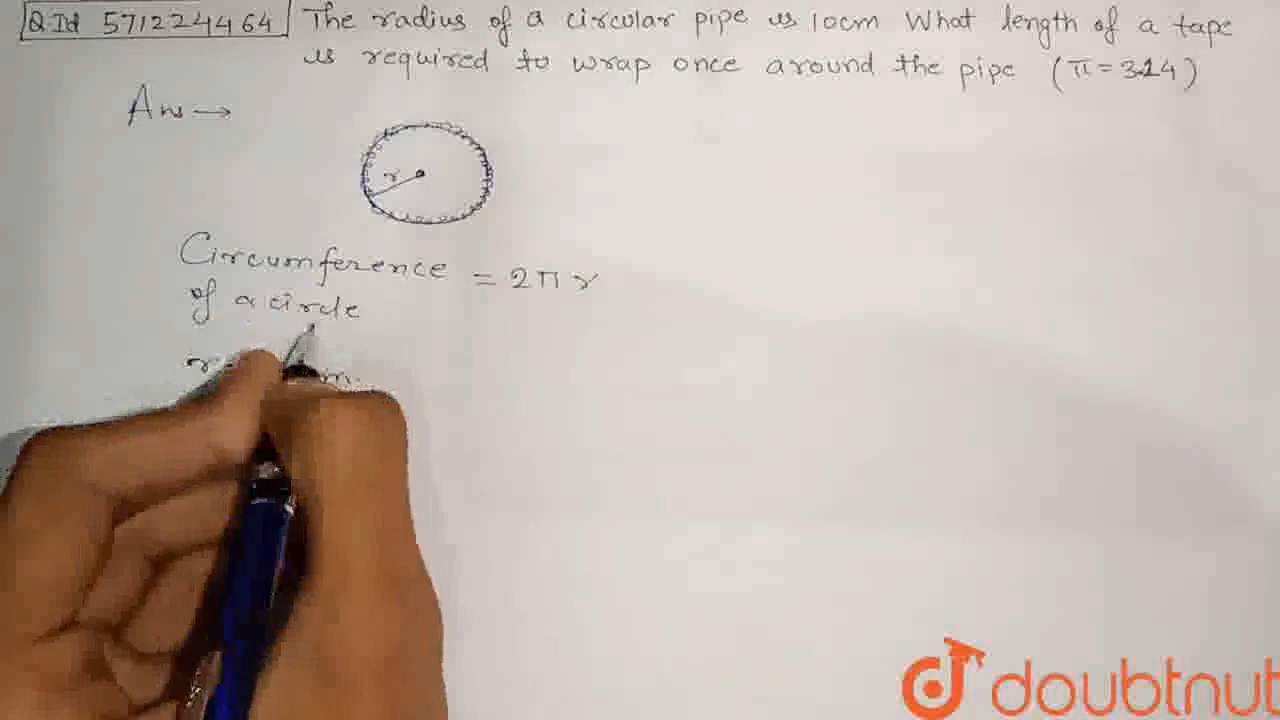 Q Id 571224464 The radius of a circular pipe is 10cm What length of a tape
is required to wrap once around the pipe (π = 3.14)
Ans →
r
Circumference = 2πr
of a circle
doubtnut